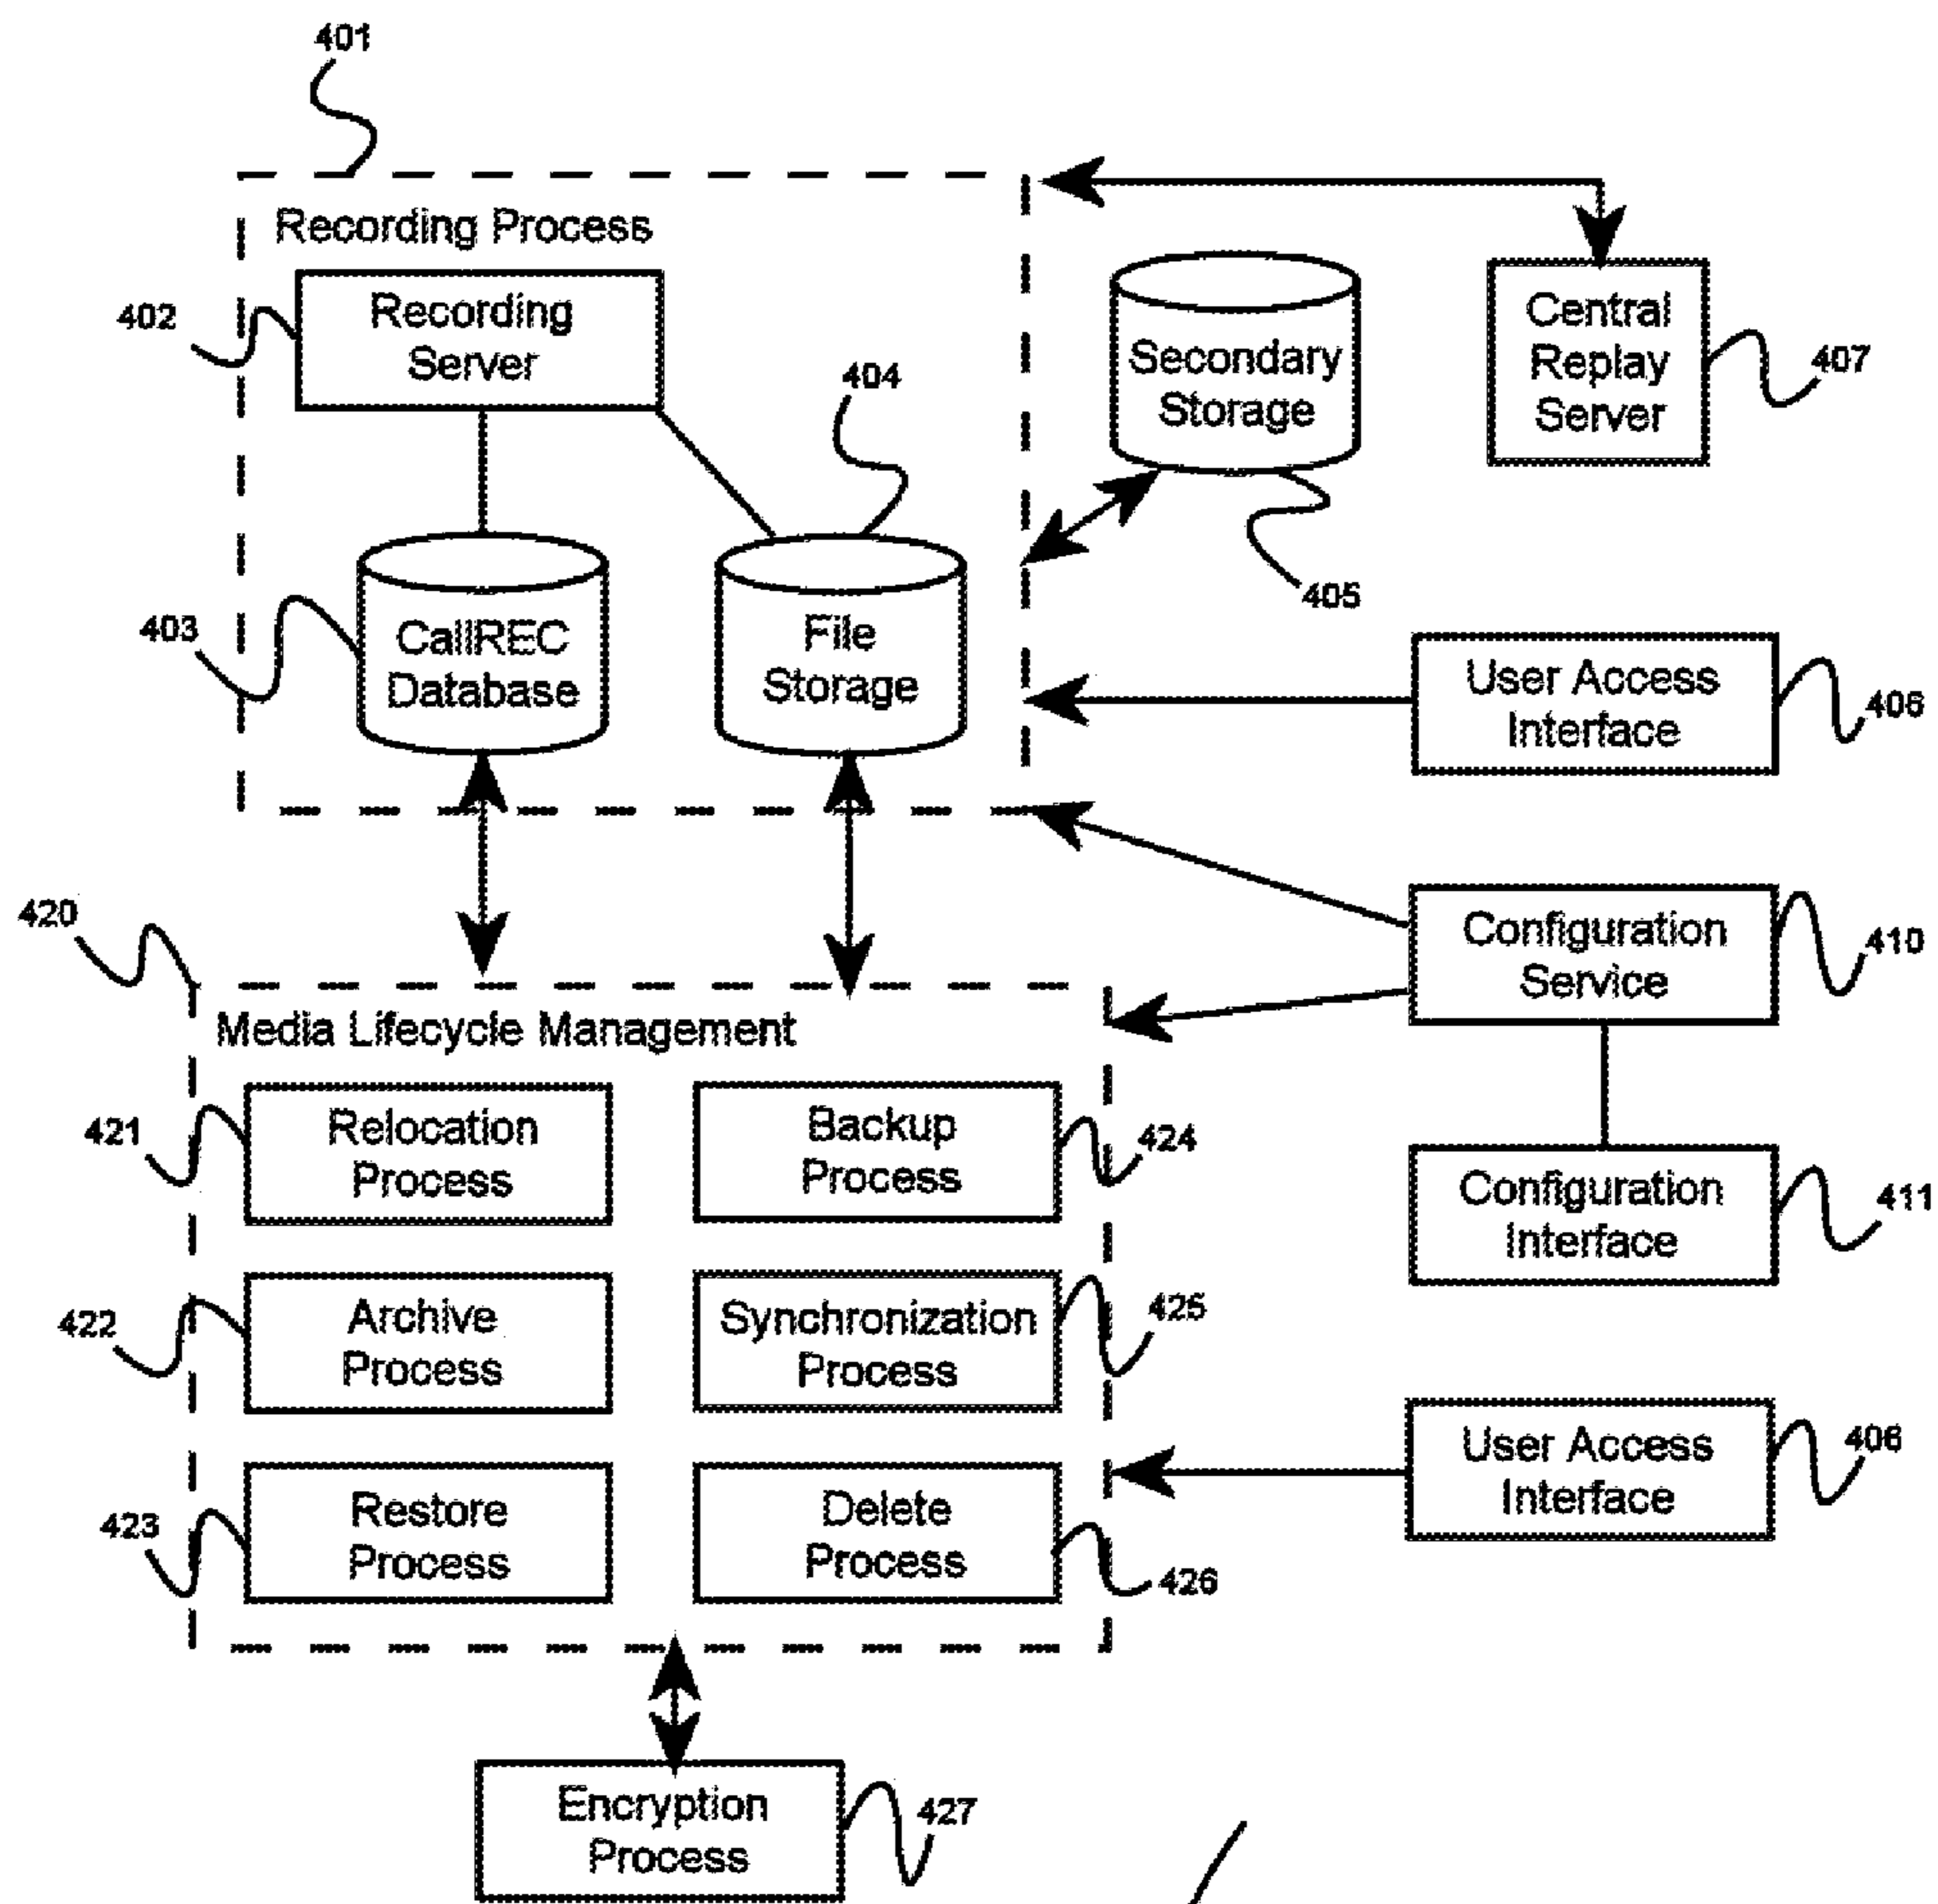 401
Recording Process
402
Recording
Server
404
Secondary
Storage
Central
Replay
Server
407
405
403
CallREC
Database
File
Storage
User Access
Interface
406
420
Configuration
Service
410
Media Lifecycle Management
421
Relocation
Process
Backup
Process
424
Configuration
Interface
411
422
Archive
Process
Synchronization
Process
425
423
Restore
Process
Delete
Process
426
User Access
Interface
406
Encryption
Process
427